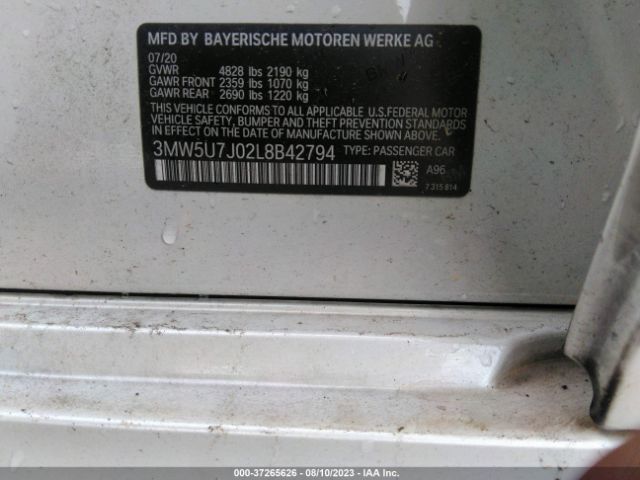 MFD BY BAYERISCHE MOTOREN WERKE AG
07/20
GVWR 4828 lbs 2190 kg
GAWR FRONT 2359 lbs 1070 kg
GAWR REAR 2690 lbs 1220 kg
THIS VEHICLE CONFORMS TO ALL APPLICABLE U.S.FEDERAL MOTOR
VEHICLE SAFETY, BUMPER AND THEFT PREVENTION STANDARDS
IN EFFECT ON THE DATE OF MANUFACTURE SHOWN ABOVE.
3MW5U7J02L8B42794 TYPE: PASSENGER CAR
A96
7 315 814
000-37265626 - 08/10/2023 - IAA Inc.